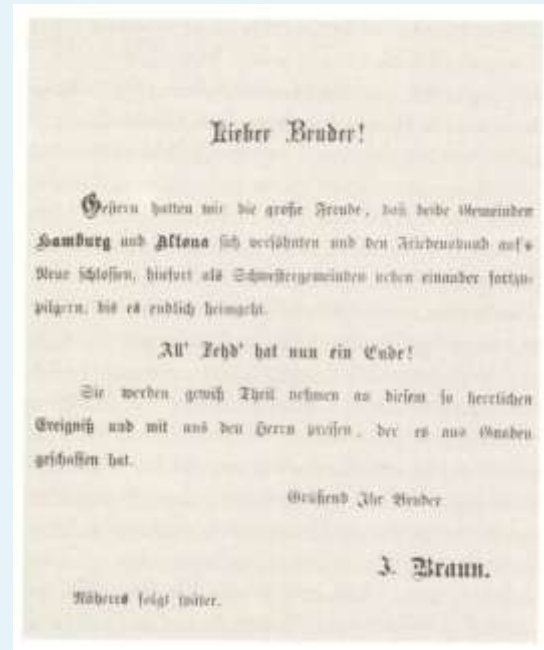 Lieber Bruder!
Gestern hatten wir die große Freude, daß beide Gemeinden
Hamburg und Altona sich versöhnten und den Friedensbund auf's
Neue schlossen, hinfort als Schwestergemeinden neben einander fortzu-
pilgern, bis es endlich heimgeht.
All' Fehd' hat nun ein Ende!
Sie werden gewiß Theil nehmen an diesem so herrlichen
Ereigniß und mit uns den Herrn preisen, der es aus Gnaden
geschaffen hat.
Grüßend Ihr Bruder
J. Braun.
Näheres folgt später.